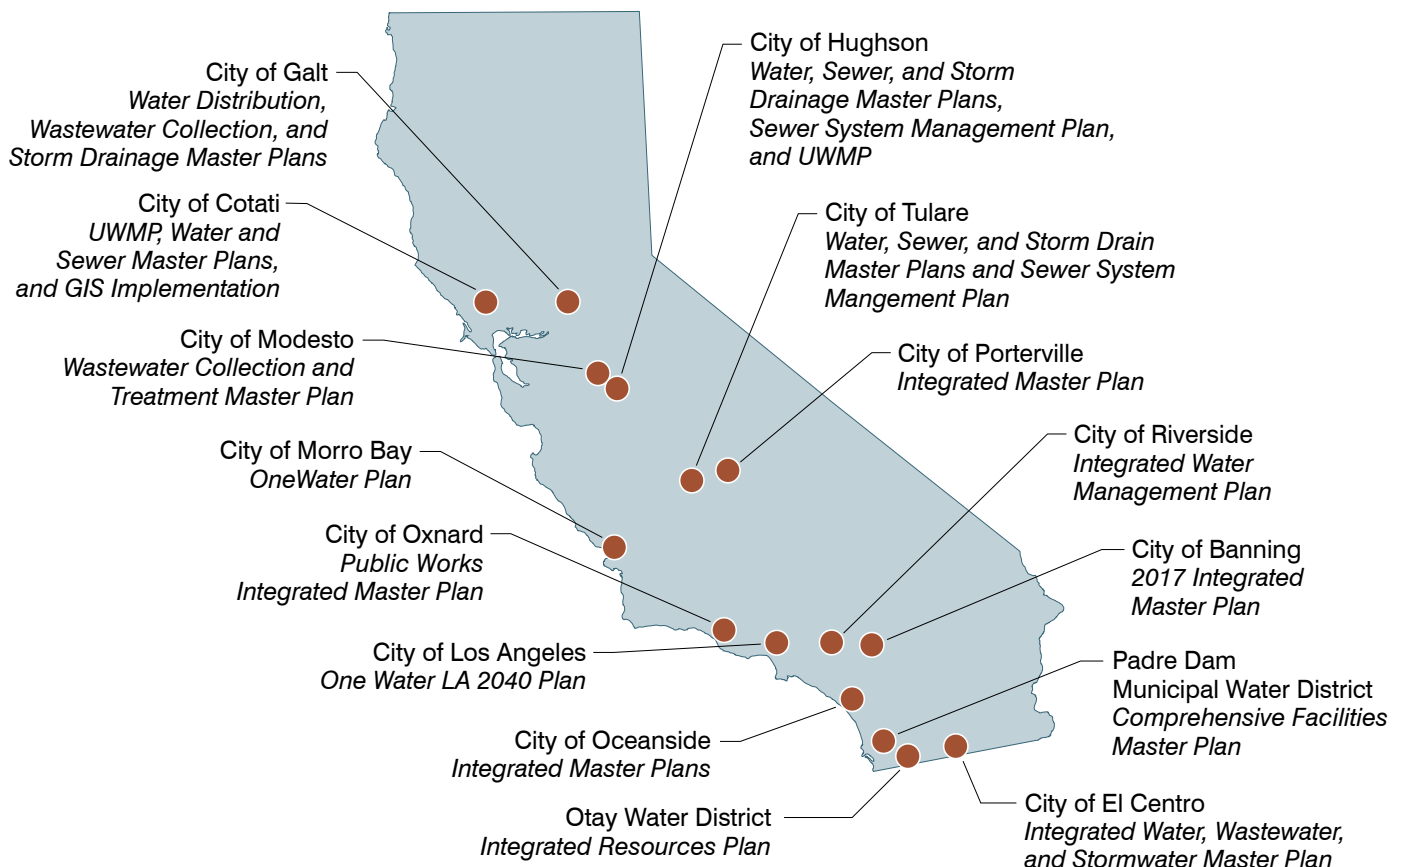 City of Galt
Water Distribution,
Wastewater Collection, and
Storm Drainage Master Plans
City of Cotati
UWMP, Water and
Sewer Master Plans,
and GIS Implementation
City of Modesto
Wastewater Collection and
Treatment Master Plan
City of Morro Bay
OneWater Plan
City of Oxnard
Public Works
Integrated Master Plan
City of Los Angeles
One Water LA 2040 Plan
City of Oceanside
Integrated Master Plans
Otay Water District
Integrated Resources Plan
City of Hughson
Water, Sewer, and Storm
Drainage Master Plans,
Sewer System Management Plan,
and UWMP
City of Tulare
Water, Sewer, and Storm Drain
Master Plans and Sewer System
Mangement Plan
City of Porterville
Integrated Master Plan
City of Riverside
Integrated Water
Management Plan
City of Banning
2017 Integrated
Master Plan
Padre Dam
Municipal Water District
Comprehensive Facilities
Master Plan
City of El Centro
Integrated Water, Wastewater,
and Stormwater Master Plan